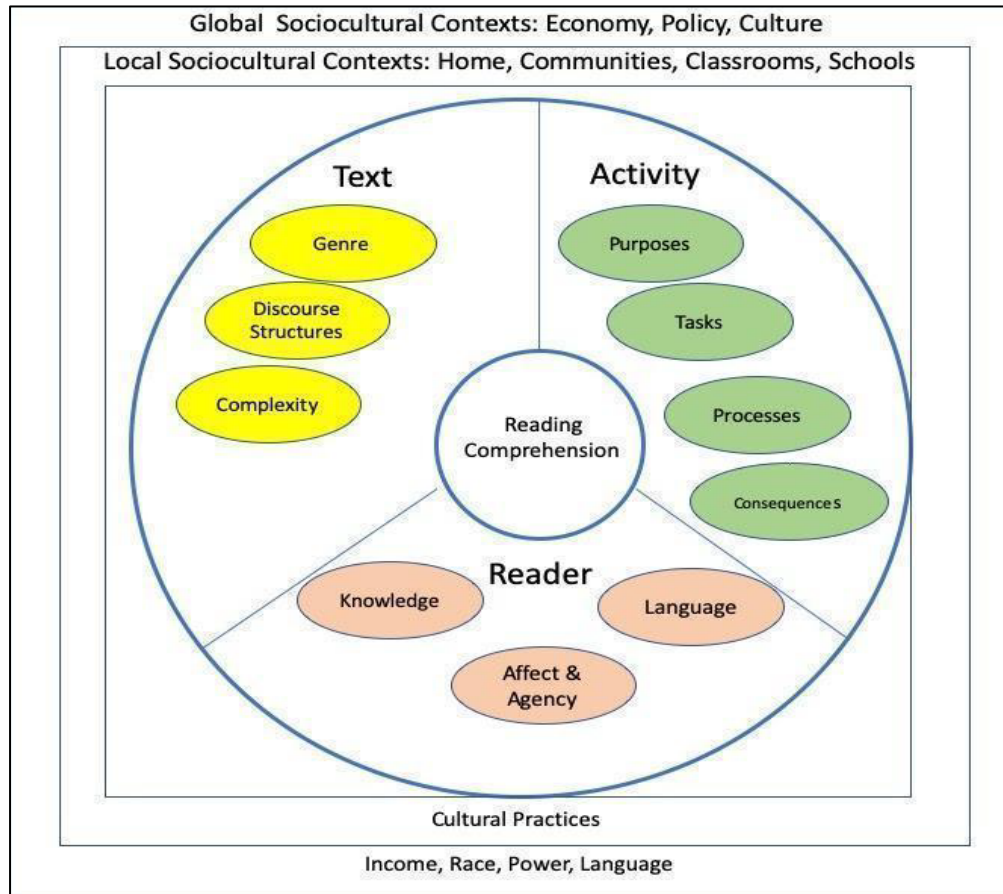 Global Sociocultural Contexts: Economy, Policy, Culture
Local Sociocultural Contexts: Home, Communities, Classrooms, Schools
Text
Genre
Discourse
Structures
Complexity
Activity
Purposes
Tasks
Processes
Consequences
Reading
Comprehension
Reader
Knowledge
Language
Affect &
Agency
Cultural Practices
Income, Race, Power, Language